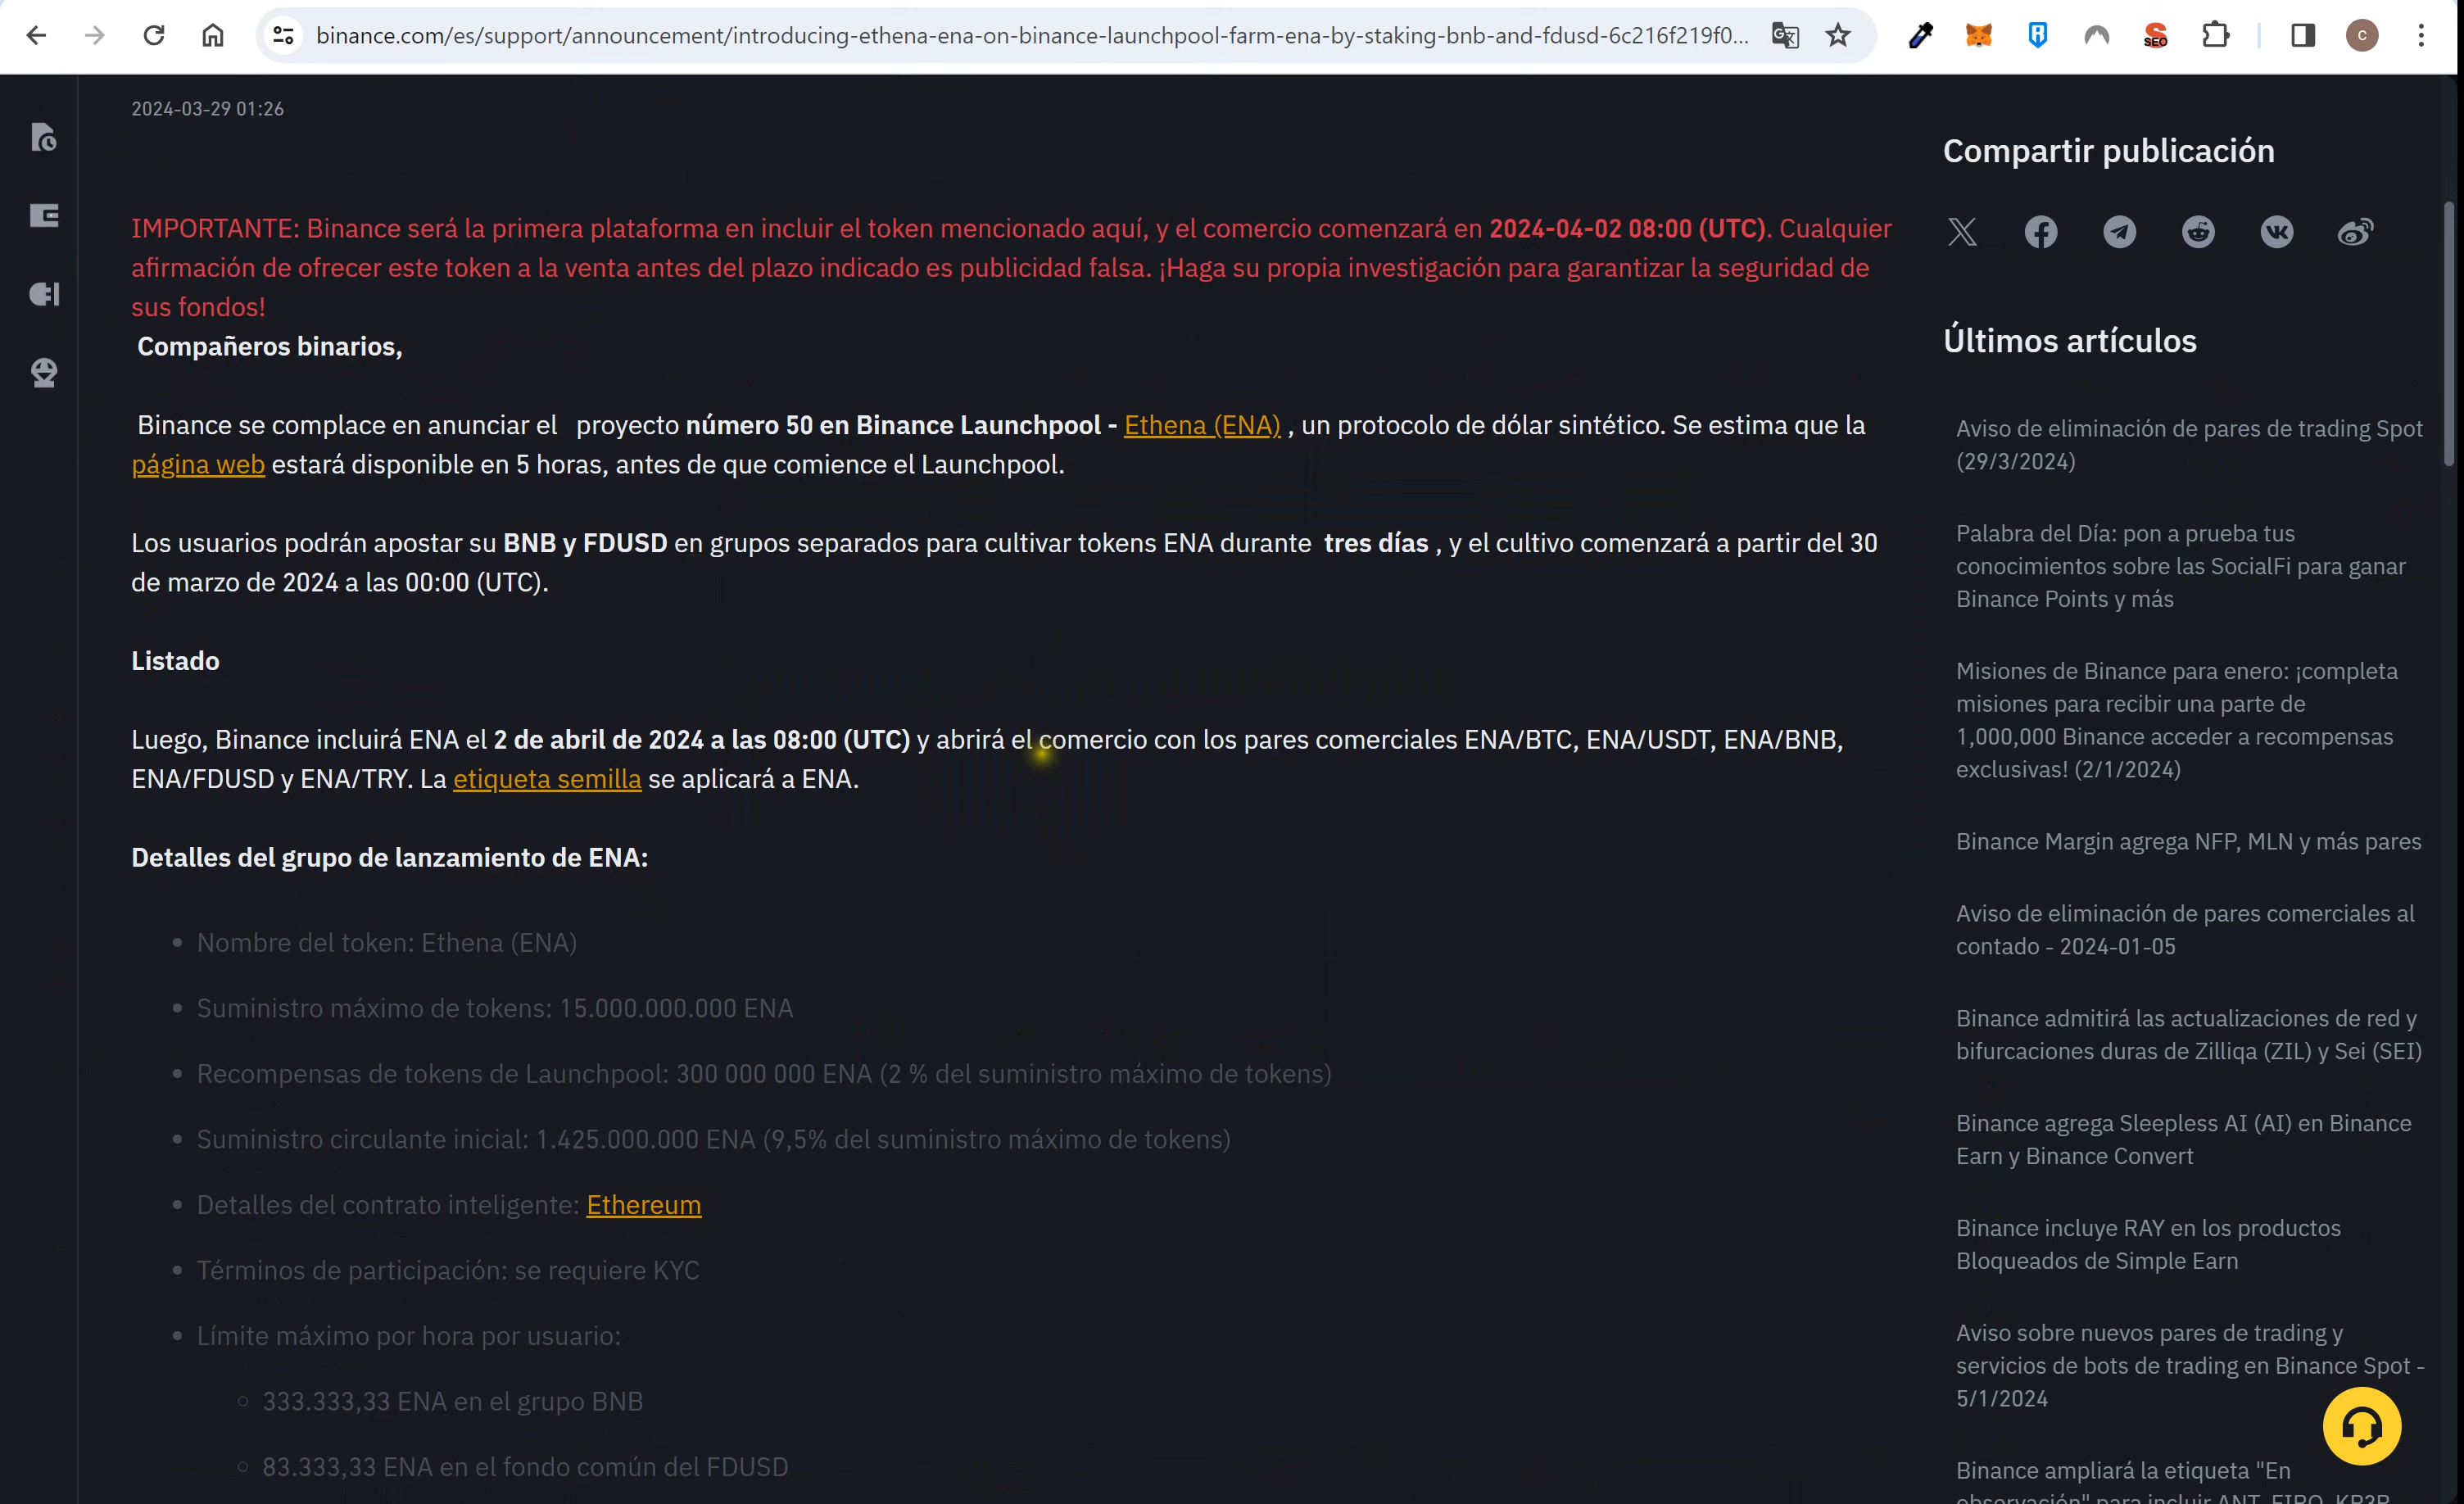 binance.com/es/support/announcement/introducing-ethena-ena-on-binance-launchpool-farm-ena-by-staking-bnb-and-fdusd-6c216f219f0...
SEO
C
2024-03-29 01:26
IMPORTANTE: Binance será la primera plataforma en incluir el token mencionado aquí, y el comercio comenzará en 2024-04-02 08:00 (UTC). Cualquier
afirmación de ofrecer este token a la venta antes del plazo indicado es publicidad falsa. ¡Haga su propia investigación para garantizar la seguridad de
sus fondos!
Compañeros binarios,
Binance se complace en anunciar el proyecto número 50 en Binance Launchpool - Ethena (ENA) , un protocolo de dólar sintético. Se estima que la
página web estará disponible en 5 horas, antes de que comience el Launchpool.
Los usuarios podrán apostar su BNB y FDUSD en grupos separados para cultivar tokens ENA durante tres días , y el cultivo comenzará a partir del 30
de marzo de 2024 a las 00:00 (UTC).
Listado
Luego, Binance incluirá ENA el 2 de abril de 2024 a las 08:00 (UTC) y abrirá el comercio con los pares comerciales ENA/BTC, ENA/USDT, ENA/BNB,
ENA/FDUSD y ENA/TRY. La etiqueta semilla se aplicará a ENA.
Detalles del grupo de lanzamiento de ENA:
Nombre del token: Ethena (ENA)
Suministro máximo de tokens: 15.000.000.000 ENA
Recompensas de tokens de Launchpool: 300 000 000 ENA (2 % del suministro máximo de tokens)
Suministro circulante inicial: 1.425.000.000 ENA (9,5% del suministro máximo de tokens)
Detalles del contrato inteligente: Ethereum
Términos de participación: se requiere KYC
Límite máximo por hora por usuario:
333.333,33 ENA en el grupo BNB
83.333,33 ENA en el fondo común del FDUSD
Compartir publicación
Últimos artículos
Aviso de eliminación de pares de trading Spot
(29/3/2024)
Palabra del Día: pon a prueba tus
conocimientos sobre las SocialFi para ganar
Binance Points y más
Misiones de Binance para enero: ¡completa
misiones para recibir una parte de
1,000,000 Binance acceder a recompensas
exclusivas! (2/1/2024)
Binance Margin agrega NFP, MLN y más pares
Aviso de eliminación de pares comerciales al
contado - 2024-01-05
Binance admitirá las actualizaciones de red y
bifurcaciones duras de Zilliqa (ZIL) y Sei (SEI)
Binance agrega Sleepless AI (AI) en Binance
Earn y Binance Convert
Binance incluye RAY en los productos
Bloqueados de Simple Earn
Aviso sobre nuevos pares de trading y
servicios de bots de trading en Binance Spot -
5/1/2024
Binance ampliará la etiqueta "En
observación" para incluir ANT, FIRO, KP3R,